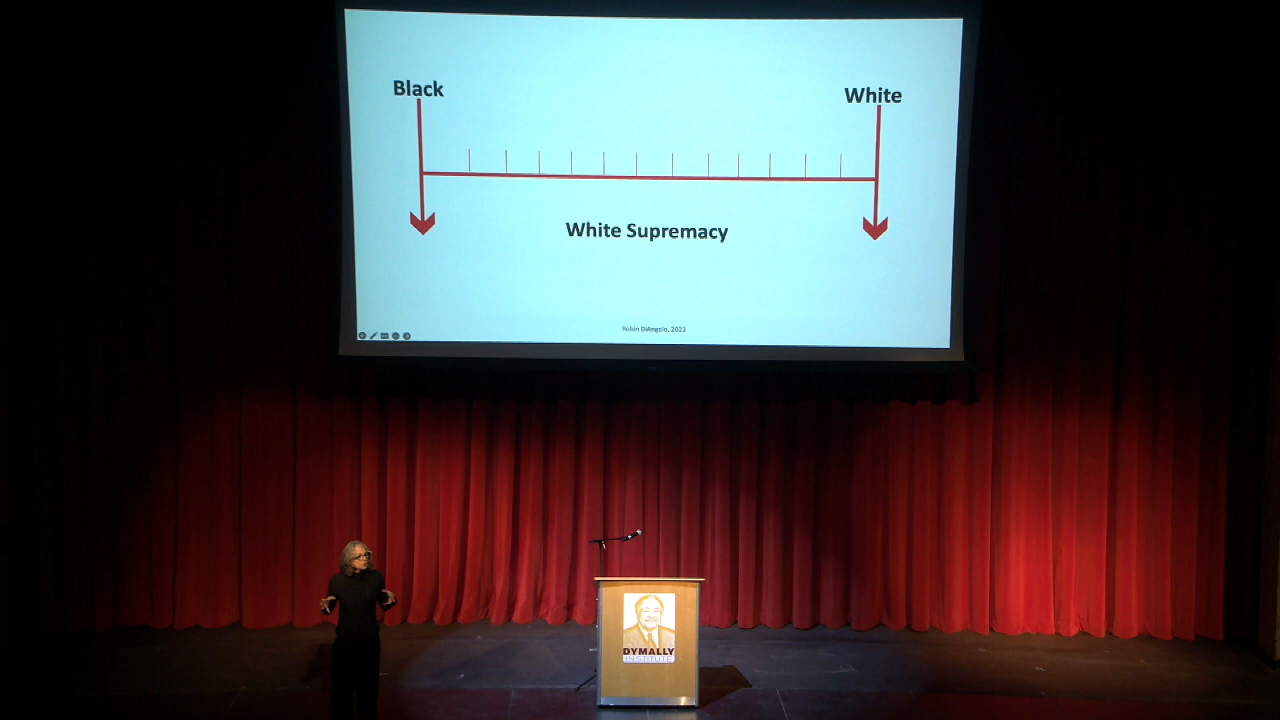 Black
White
White Supremacy
Robin DiAngelo, 2023
DYMALLY
INSTITUTE